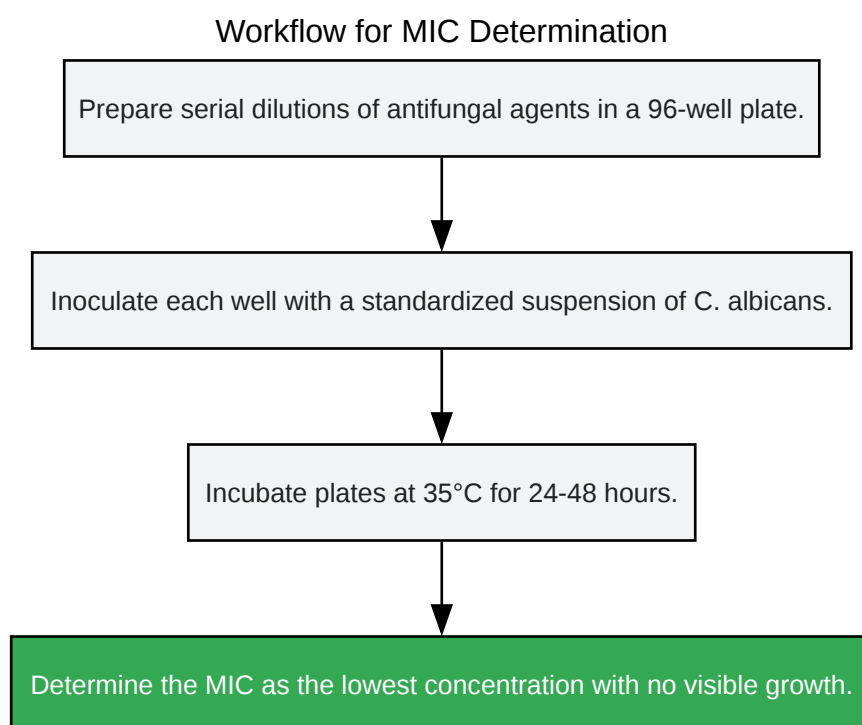 Workflow for MIC Determination
Prepare serial dilutions of antifungal agents in a 96-well plate.
Inoculate each well with a standardized suspension of C. albicans.
Incubate plates at 35°C for 24-48 hours.
Determine the MIC as the lowest concentration with no visible growth.